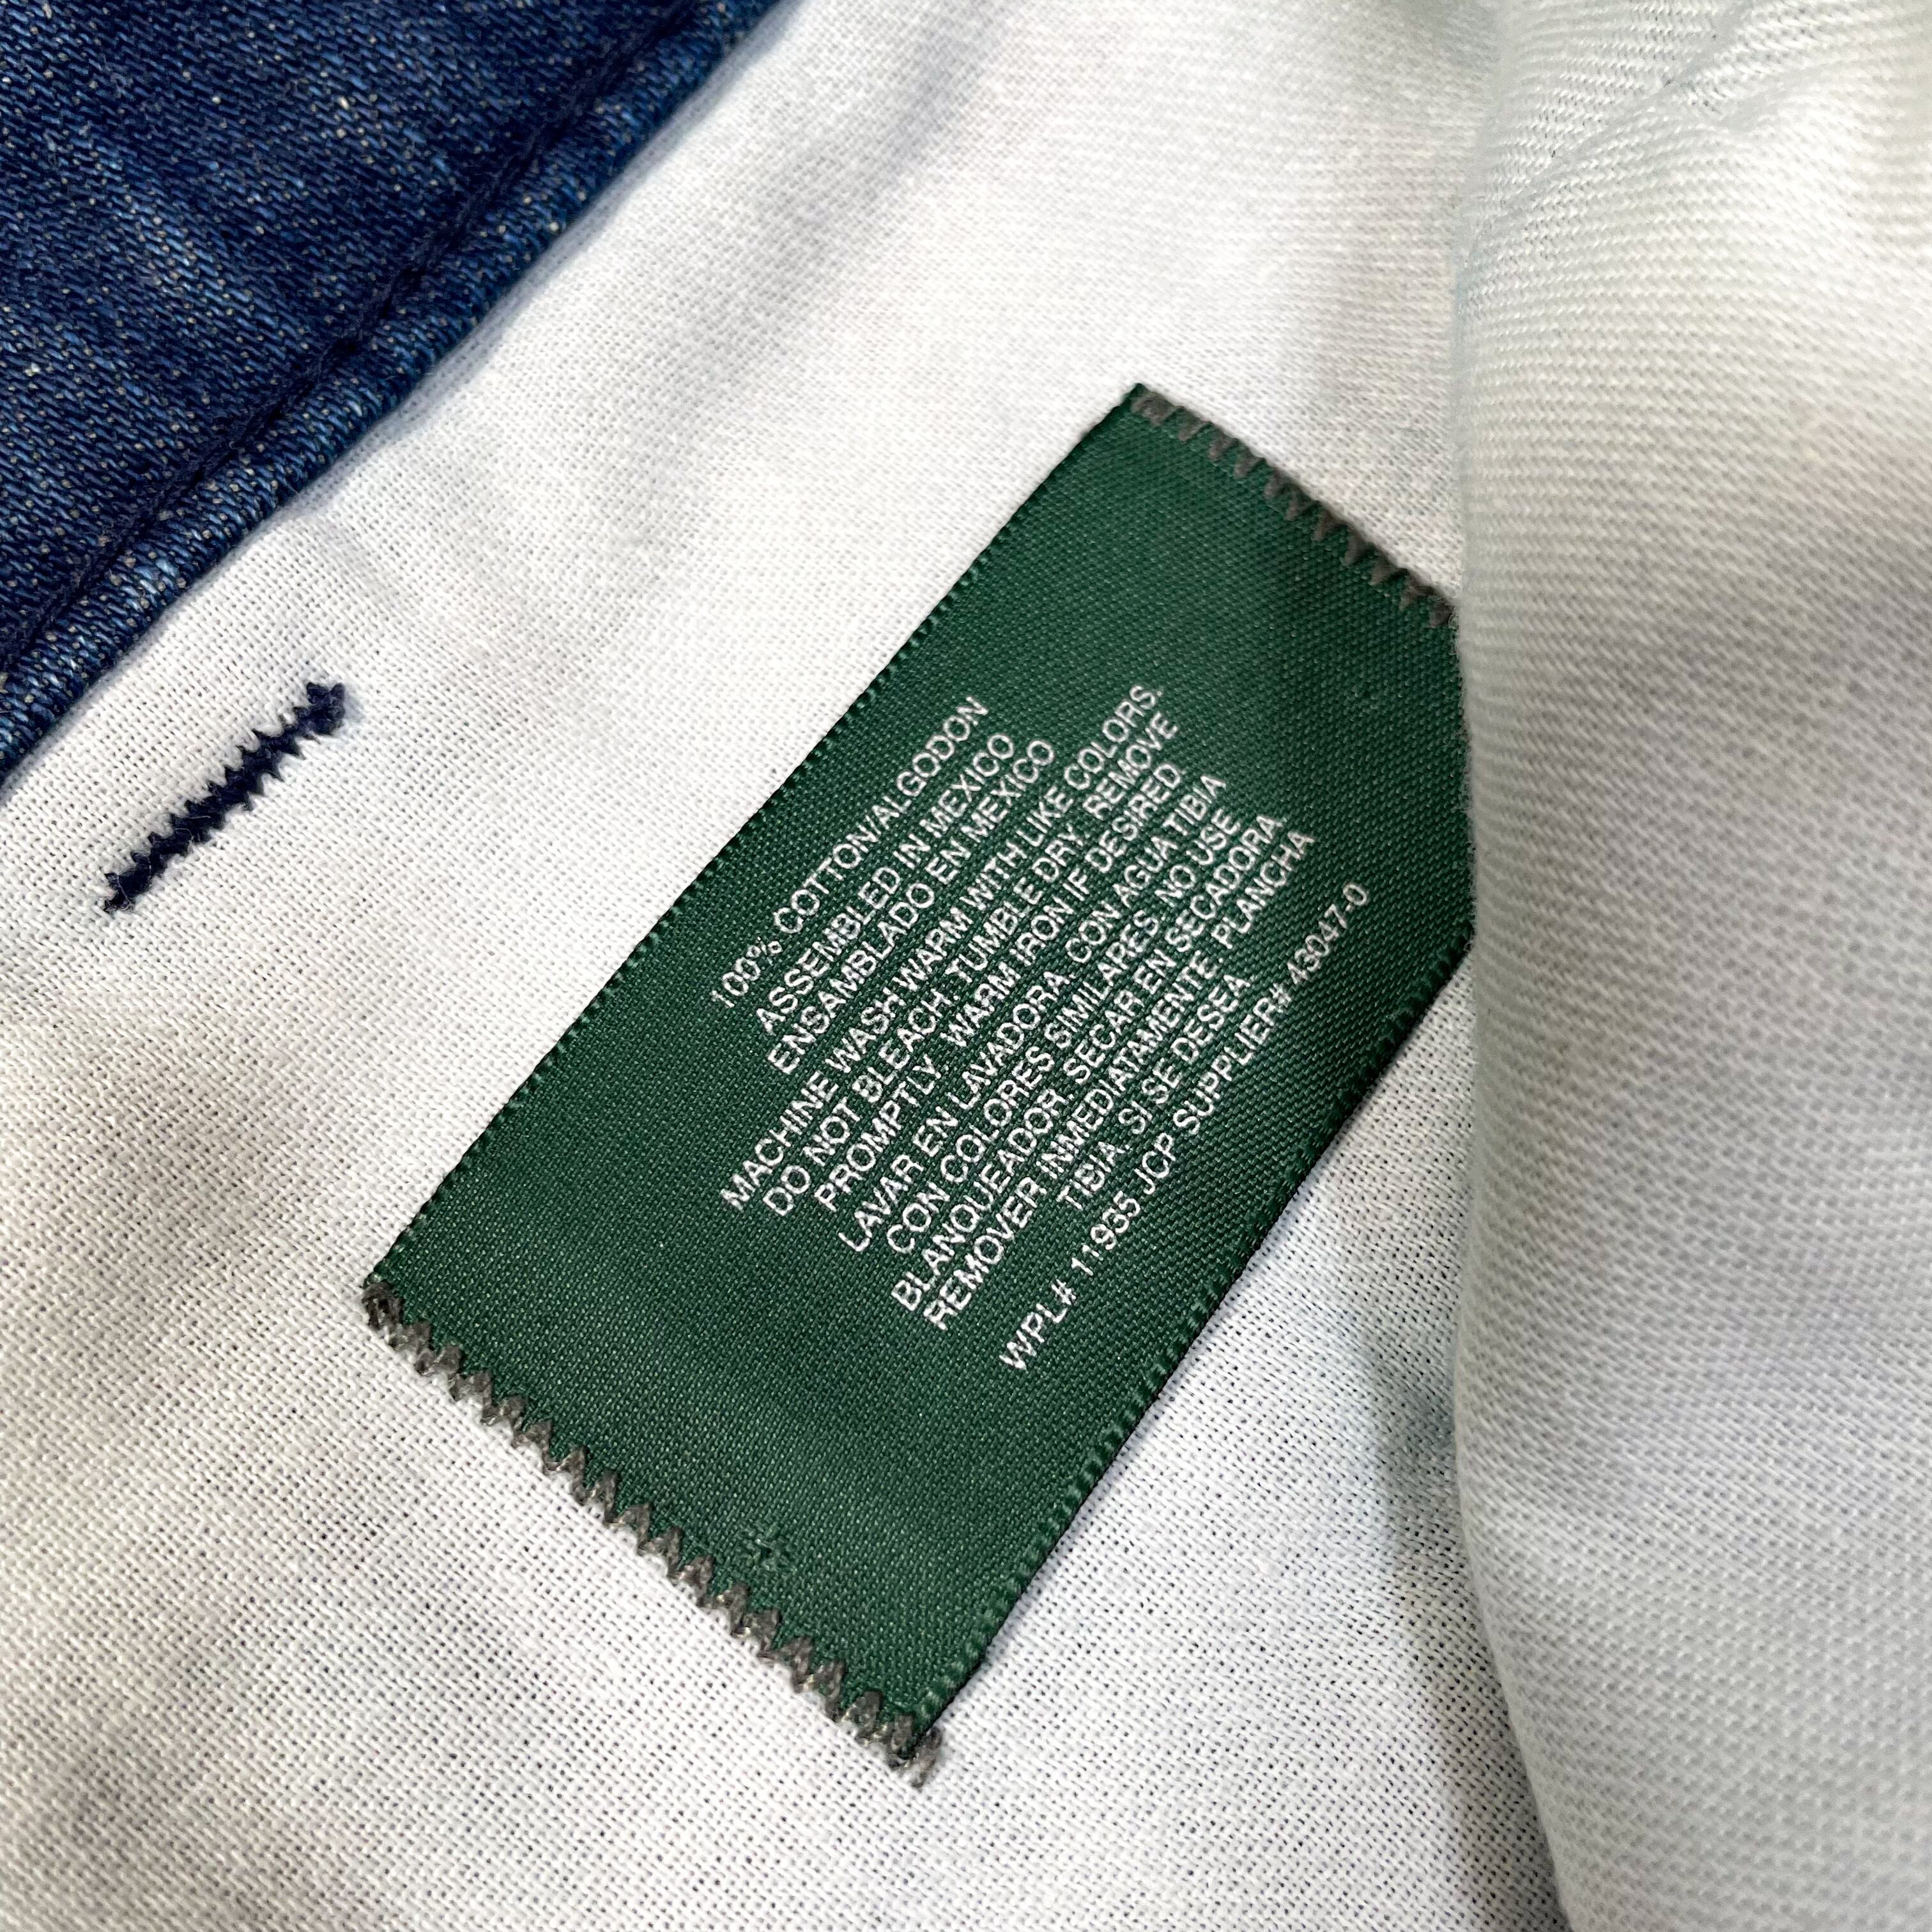 100% COTTON/ALGODON
ASSEMBLED IN MEXICO
ENSAMBLADO EN MEXICO
MACHINE WASH WARM WITH LIKE COLORS.
DO NOT BLEACH. TUMBLE DRY. REMOVE
PROMPTLY. WARM IRON IF DESIRED
LAVAR EN LAVADORA CON AGUA TIBIA
CON COLORES SIMILARES. NO USE
BLANQUEADOR. SECAR EN SECADORA.
REMOVER INMEDIATAMENTE. PLANCHA
TIBIA, SI SE DESEA
WPL# 11935 JCP SUPPLIER# 43047-0